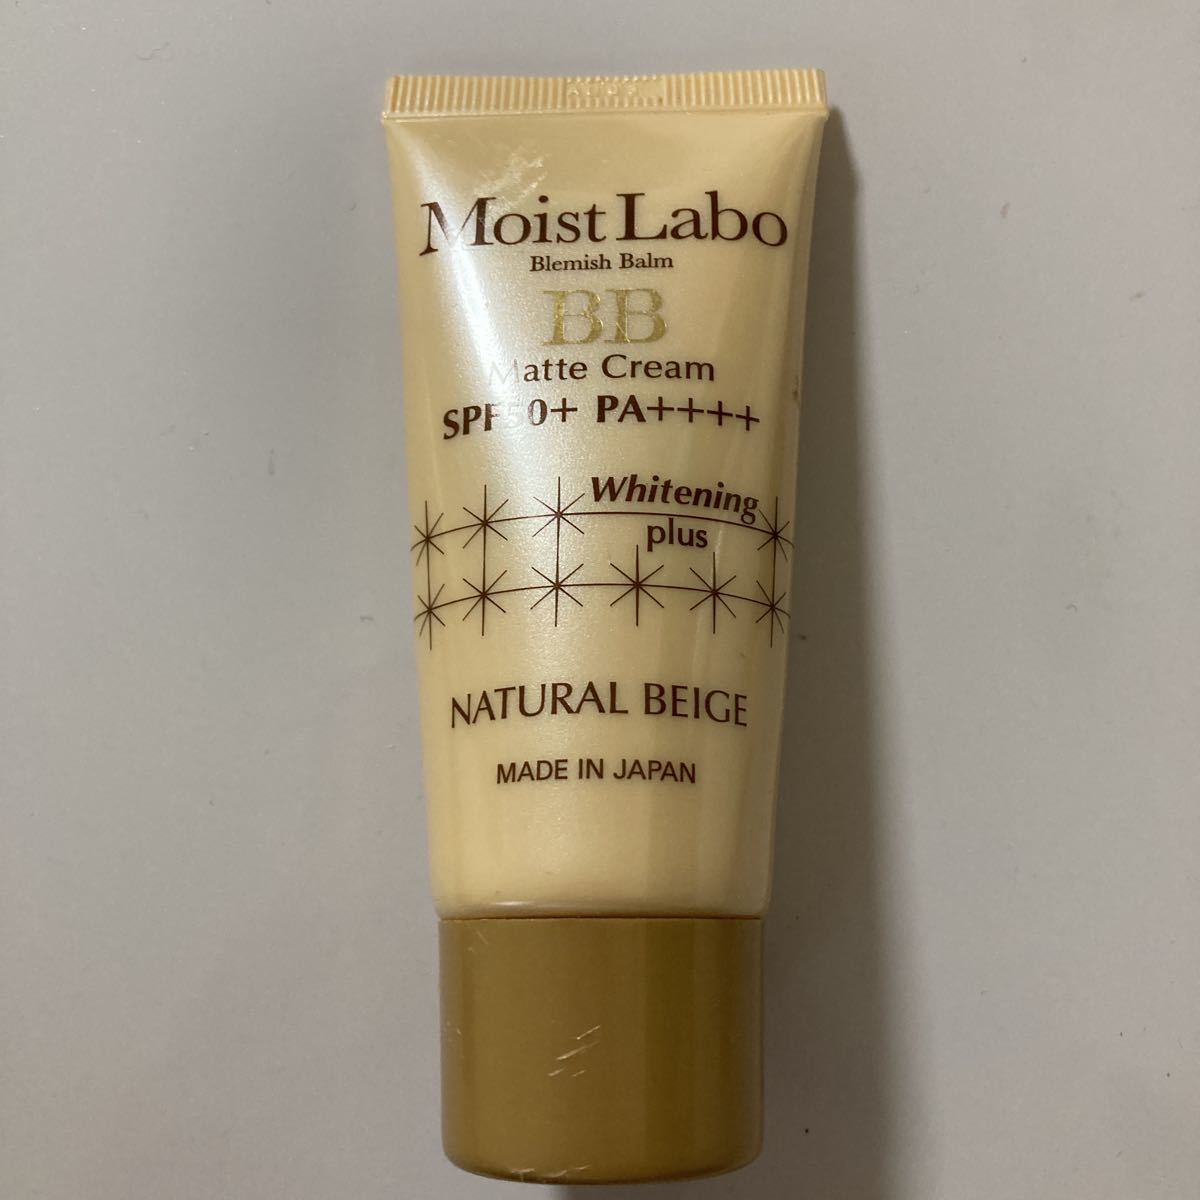 Moist Labo
Blemish Balm
BB
Matte Cream
SPF50+ PA++++
Whitening
plus
NATURAL BEIGE
MADE IN JAPAN